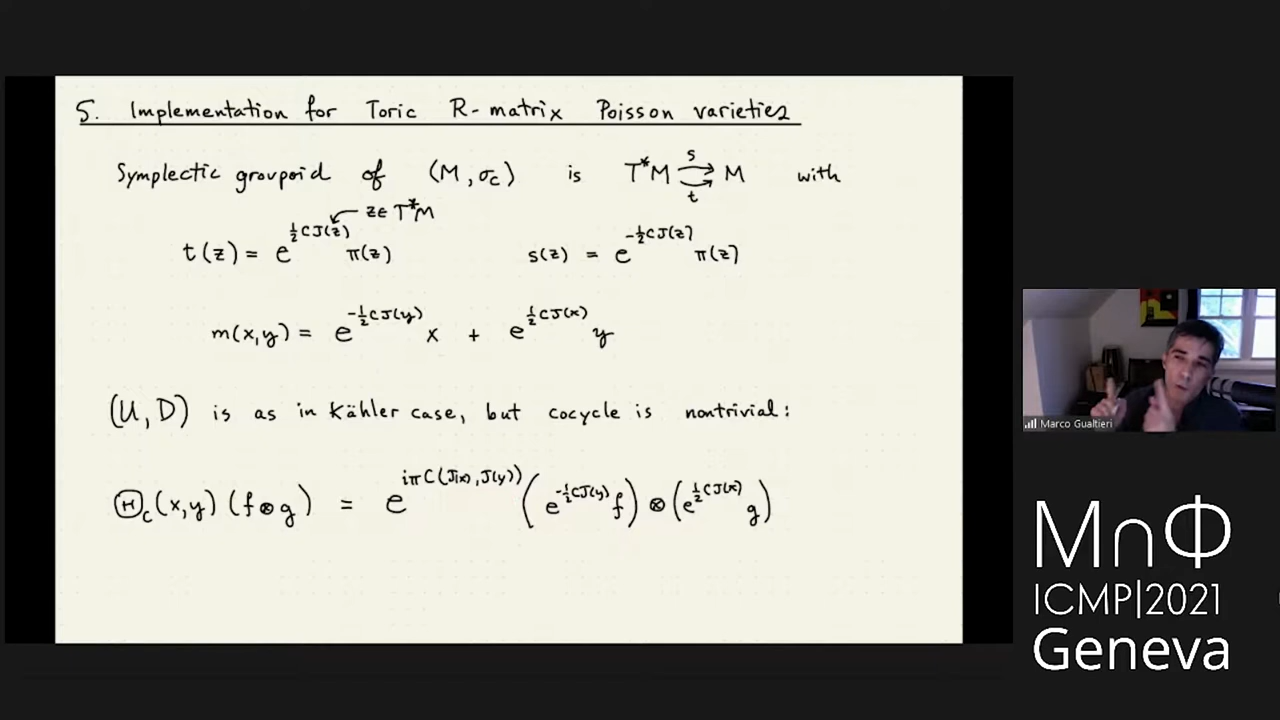 5. Implementation for Toric R-matrix Poisson varieties
Symplectic groupoid of (M, σ_C) is T*M ⇉ M with
s
t
z ∈ T*M
t(z) = e^{½CJ(z)} π(z)    s(z) = e^{-½CJ(z)} π(z)
m(x,y) = e^{-½CJ(y)} x + e^{½CJ(x)} y
(U, D) is as in Kähler case, but cocycle is nontrivial:
Θ_C(x,y)(f⊗g) = e^{iπC(J(x),J(y))} (e^{-½CJ(y)} f) ⊗ (e^{½CJ(x)} g)
Marco Gualtieri
M∩Φ
ICMP|2021
Geneva